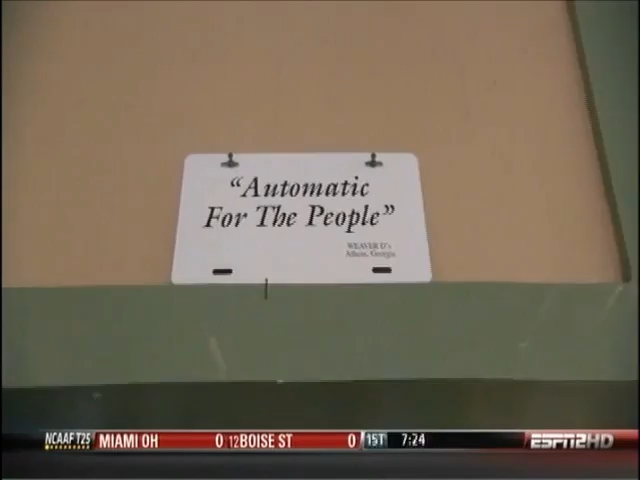 “Automatic
For The People”
WEAVER D's
Athens, Georgia
NCAAF T25 MIAMI OH 0 12 BOISE ST 0 1ST 7:24 ESPN2HD